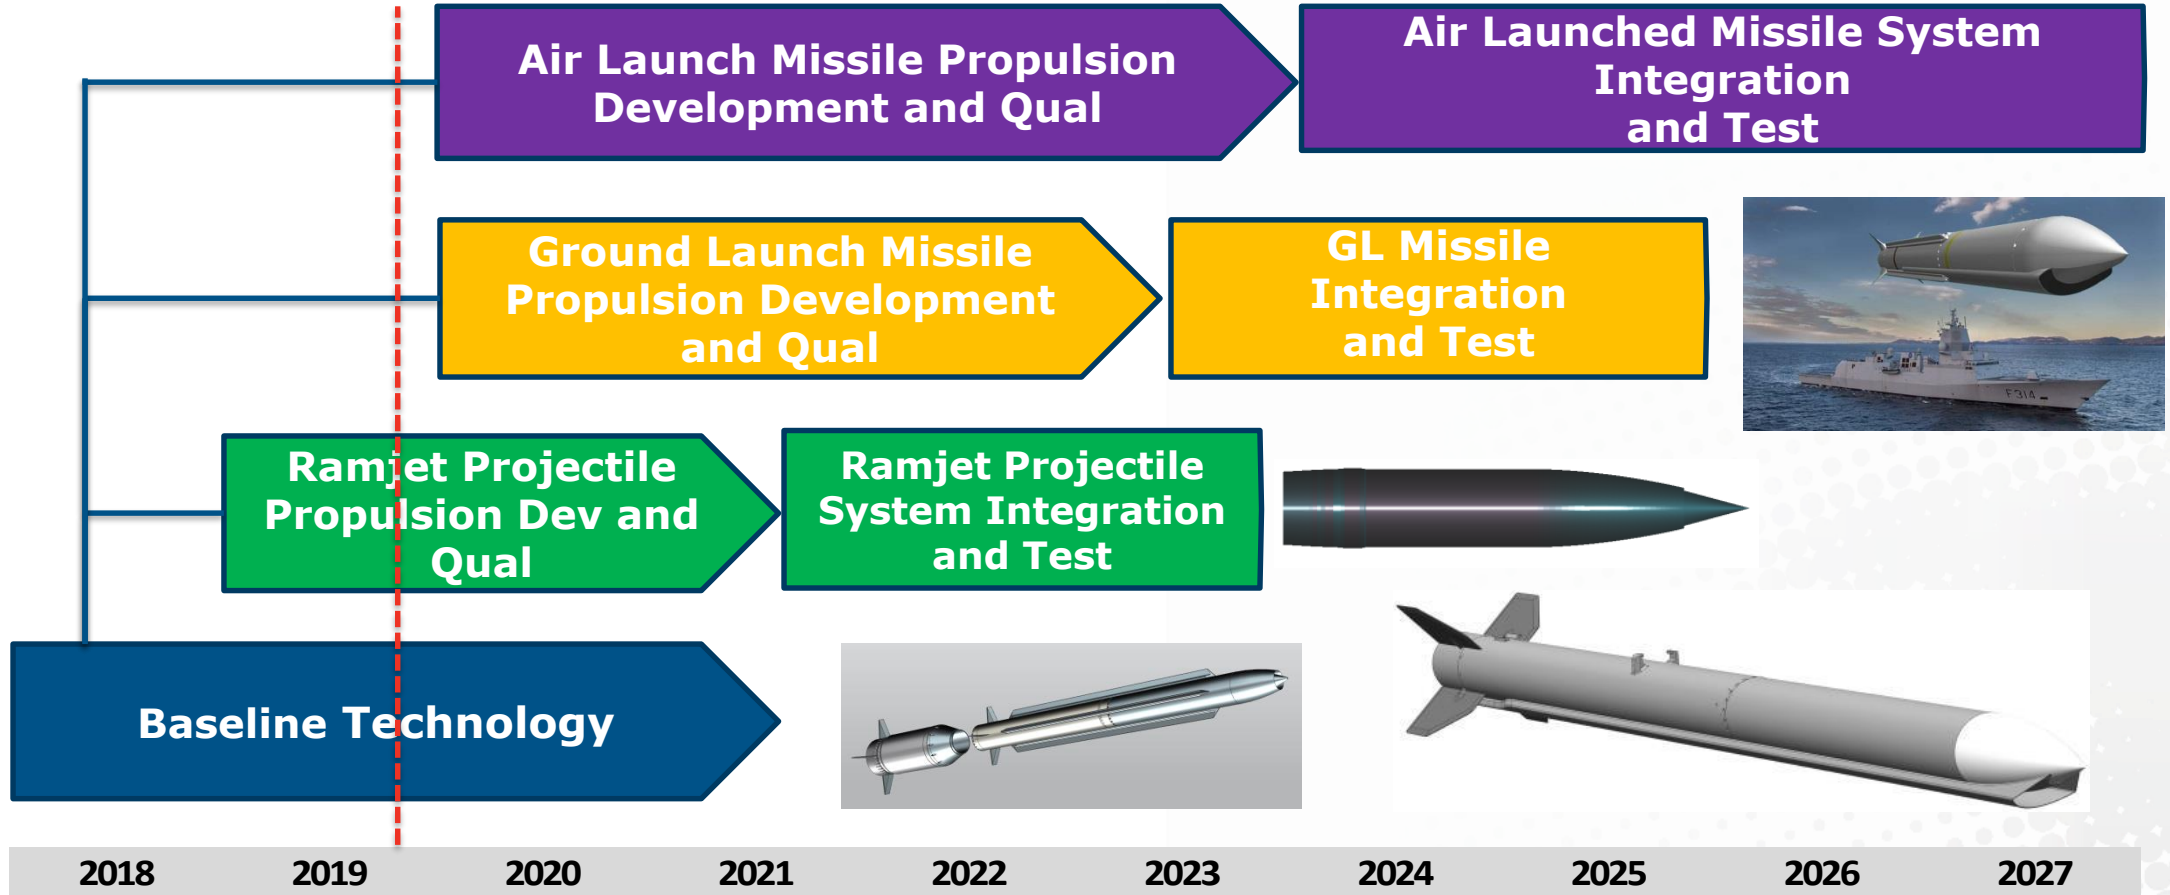 Air Launch Missile Propulsion
Development and Qual
Air Launched Missile System
Integration
and Test
Ground Launch Missile
Propulsion Development
and Qual
GL Missile
Integration
and Test
F314
Ramjet Projectile
Propulsion Dev and
Qual
Ramjet Projectile
System Integration
and Test
Baseline Technology
2018 2019 2020 2021 2022 2023 2024 2025 2026 2027